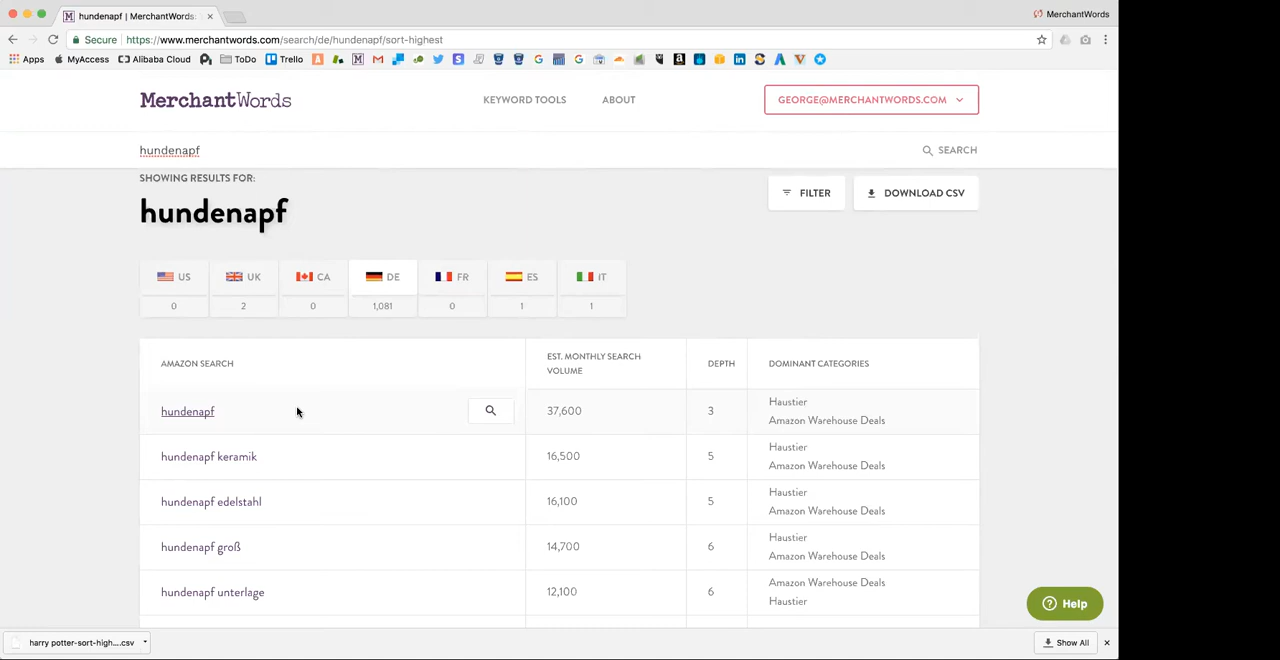 hundenapf | MerchantWords
MerchantWords
Secure https://www.merchantwords.com/search/de/hundenapf/sort-highest
Apps MyAccess Alibaba Cloud ToDo Trello
MerchantWords
KEYWORD TOOLS ABOUT GEORGE@MERCHANTWORDS.COM
hundenapf SEARCH
SHOWING RESULTS FOR:
hundenapf
FILTER DOWNLOAD CSV
US UK CA DE FR ES IT
0 2 0 1,081 0 1 1
AMAZON SEARCH EST. MONTHLY SEARCH VOLUME DEPTH DOMINANT CATEGORIES
hundenapf 37,600 3 Haustier
Amazon Warehouse Deals
hundenapf keramik 16,500 5 Haustier
Amazon Warehouse Deals
hundenapf edelstahl 16,100 5 Haustier
Amazon Warehouse Deals
hundenapf groß 14,700 6 Haustier
Amazon Warehouse Deals
hundenapf unterlage 12,100 6 Amazon Warehouse Deals
Haustier
Help
harry potter-sort-high....csv Show All